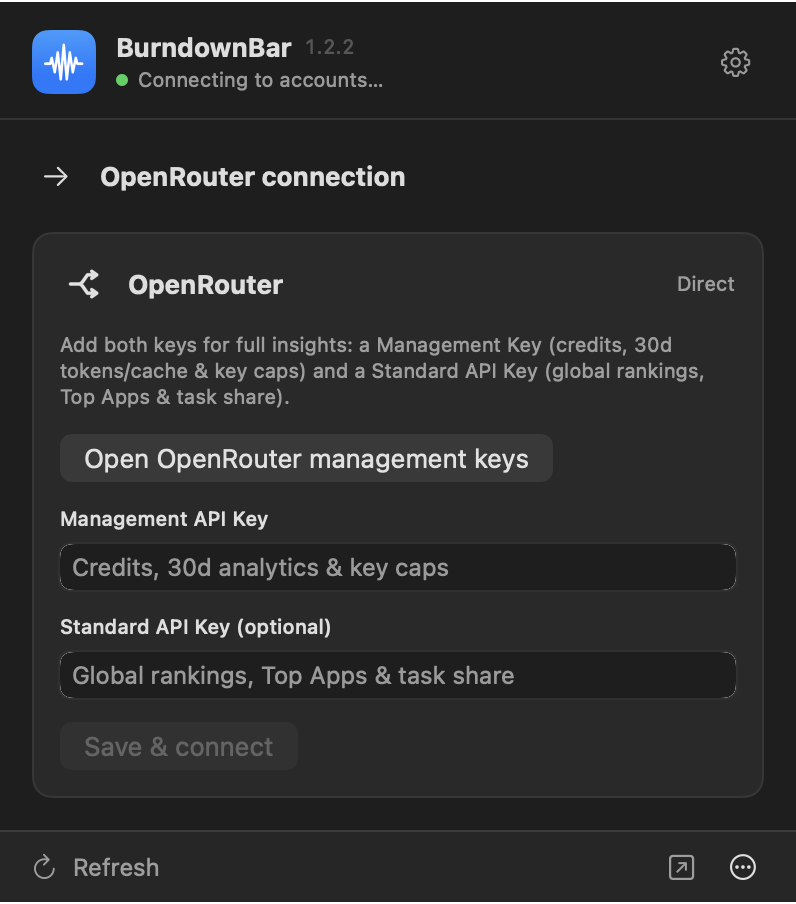 BurndownBar 1.2.2
Connecting to accounts...
OpenRouter connection
OpenRouter
Direct
Add both keys for full insights: a Management Key (credits, 30d
tokens/cache & key caps) and a Standard API Key (global rankings,
Top Apps & task share).
Open OpenRouter management keys
Management API Key
Credits, 30d analytics & key caps
Standard API Key (optional)
Global rankings, Top Apps & task share
Save & connect
Refresh